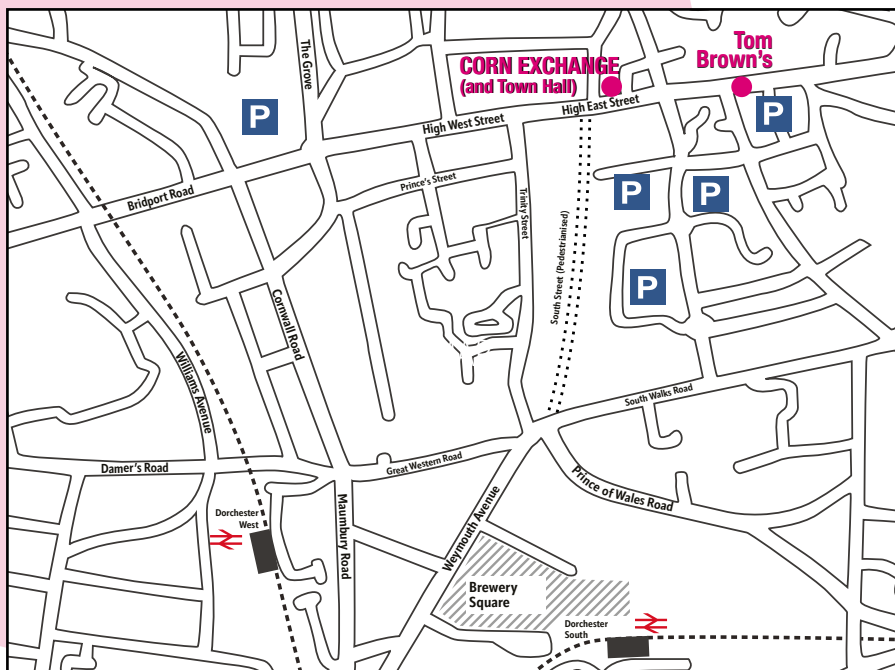 The Grove
CORN EXCHANGE
(and Town Hall)
Tom
Brown's
P
P
High West Street
High East Street
Bridport Road
Prince's Street
Trinity Street
P
P
South Street (Pedestrianised)
P
Cornwall Road
Williams Avenue
South Walks Road
Damer's Road
Great Western Road
Prince of Wales Road
Maumbury Road
Weymouth Avenue
Dorchester
West
Brewery
Square
Dorchester
South